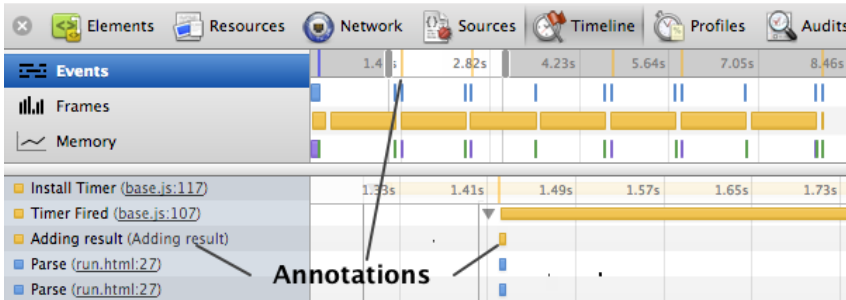 Elements Resources Network Sources Timeline Profiles Audits
1.4 s 2.82s 4.23s 5.64s 7.05s 8.46s
Events
Frames
Memory
Install Timer (base.js:117) 1.33s 1.41s 1.49s 1.57s 1.65s 1.73s
Timer Fired (base.js:107)
Adding result (Adding result)
Parse (run.html:27)
Annotations
Parse (run.html:27)